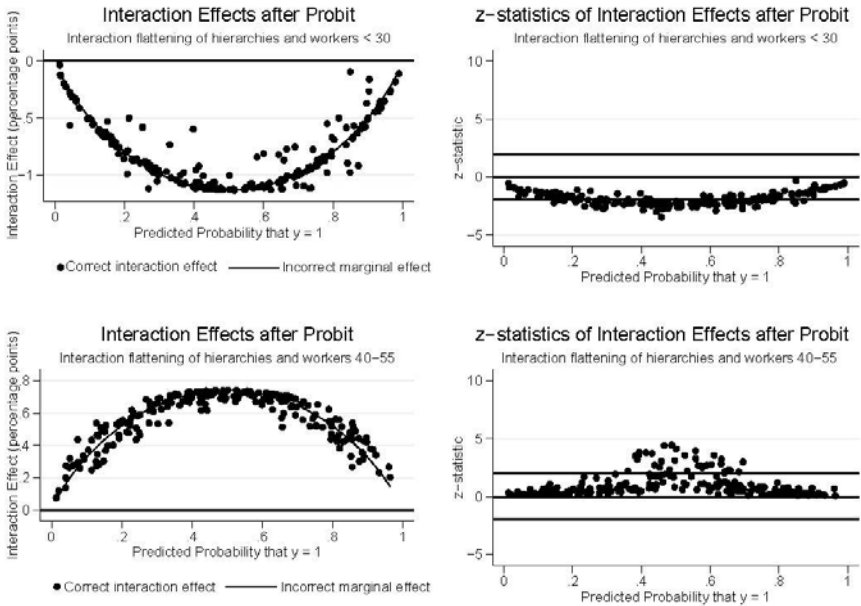 Interaction Effects after Probit
Interaction flattening of hierarchies and workers < 30
Interaction Effect (percentage points)
0
-.5
-1
0 .2 .4 .6 .8 1
Predicted Probability that y = 1
Correct interaction effect Incorrect marginal effect
z-statistics of Interaction Effects after Probit
Interaction flattening of hierarchies and workers < 30
z-statistic
10
5
0
-5
0 .2 .4 .6 .8 1
Predicted Probability that y = 1
Interaction Effects after Probit
Interaction flattening of hierarchies and workers 40-55
Interaction Effect (percentage points)
8
6
4
2
0
0 .2 .4 .6 .8 1
Predicted Probability that y = 1
Correct interaction effect Incorrect marginal effect
z-statistics of Interaction Effects after Probit
Interaction flattening of hierarchies and workers 40-55
z-statistic
10
5
0
-5
0 .2 .4 .6 .8 1
Predicted Probability that y = 1